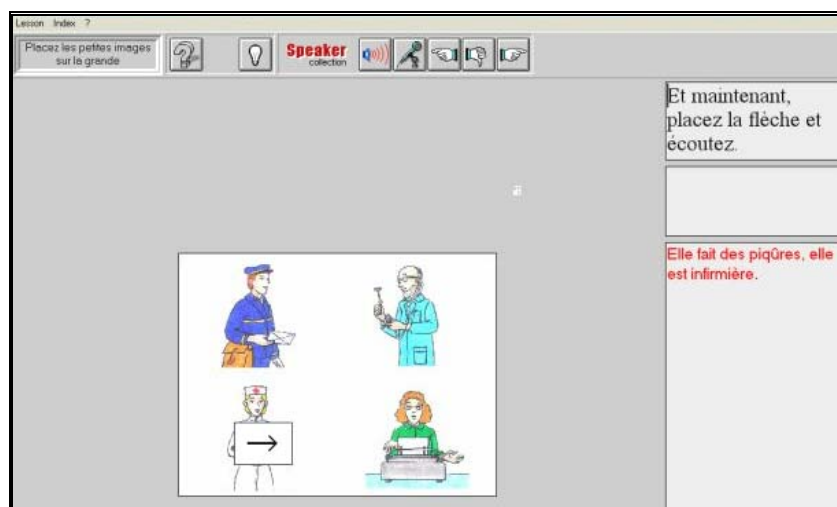 Lesson Index ?
Placez les petites images
sur la grande
Speaker
collection
Et maintenant,
placez la flèche et
écoutez.
Elle fait des piqûres, elle
est infirmière.